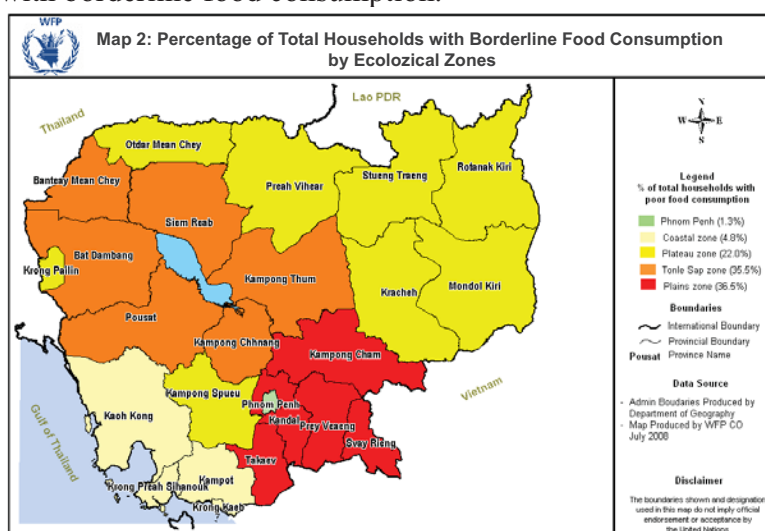 with borderline food consumption.
WFP
Map 2: Percentage of Total Households with Borderline Food Consumption
by Ecolozical Zones
Lao PDR
Thailand
Otdar Mean Chey
Banteay Mean Chey
Preah Vihear
Stueng Traeng
Rotanak Kiri
Siem Reab
Bat Dambang
Krong Pailin
Kampong Thum
Kracheh
Mondol Kiri
Pousat
Kampong Chhnang
Kampong Cham
Kampong Spueu
Phnom Penh
Kandal
Prey Veaeng
Svay Rieng
Vietnam
Kaoh Kong
Takaev
Gulf of Thailand
Kampot
Krong Preah Sihanouk
Krong Kaeb
N
W E
S
Legend
% of total households with
poor food consumption
Phnom Penh (1.3%)
Coastal zone (4.8%)
Plateau zone (22.0%)
Tonle Sap zone (35.5%)
Plains zone (36.5%)
Boundaries
International Boundary
Provincial Boundary
Pousat Province Name
Data Source
- Admin Boudaries Produced by
Department of Geography
- Map Produced by WFP CO
July 2008
Disclaimer
The boundaries shown and designation
used in this map do not imply official
endorsement or acceptance by
the United Nations